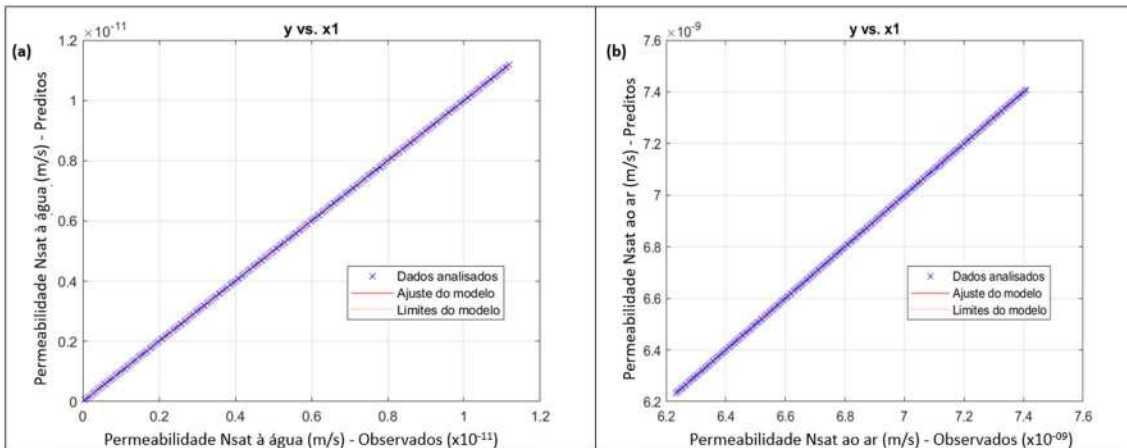 (a)
×10⁻¹¹
y vs. x1
Permeabilidade Nsat à água (m/s) - Preditos
1.2
1
0.8
0.6
0.4
0.2
0
0 0.2 0.4 0.6 0.8 1 1.2
Dados analisados
Ajuste do modelo
Limites do modelo
Permeabilidade Nsat à água (m/s) - Observados (x10⁻¹¹)
(b)
×10⁻⁹
y vs. x1
Permeabilidade Nsat ao ar (m/s) - Preditos
7.6
7.4
7.2
7
6.8
6.6
6.4
6.2
6.2 6.4 6.6 6.8 7 7.2 7.4 7.6
Dados analisados
Ajuste do modelo
Limites do modelo
Permeabilidade Nsat ao ar (m/s) - Observados (x10⁻⁰⁹)